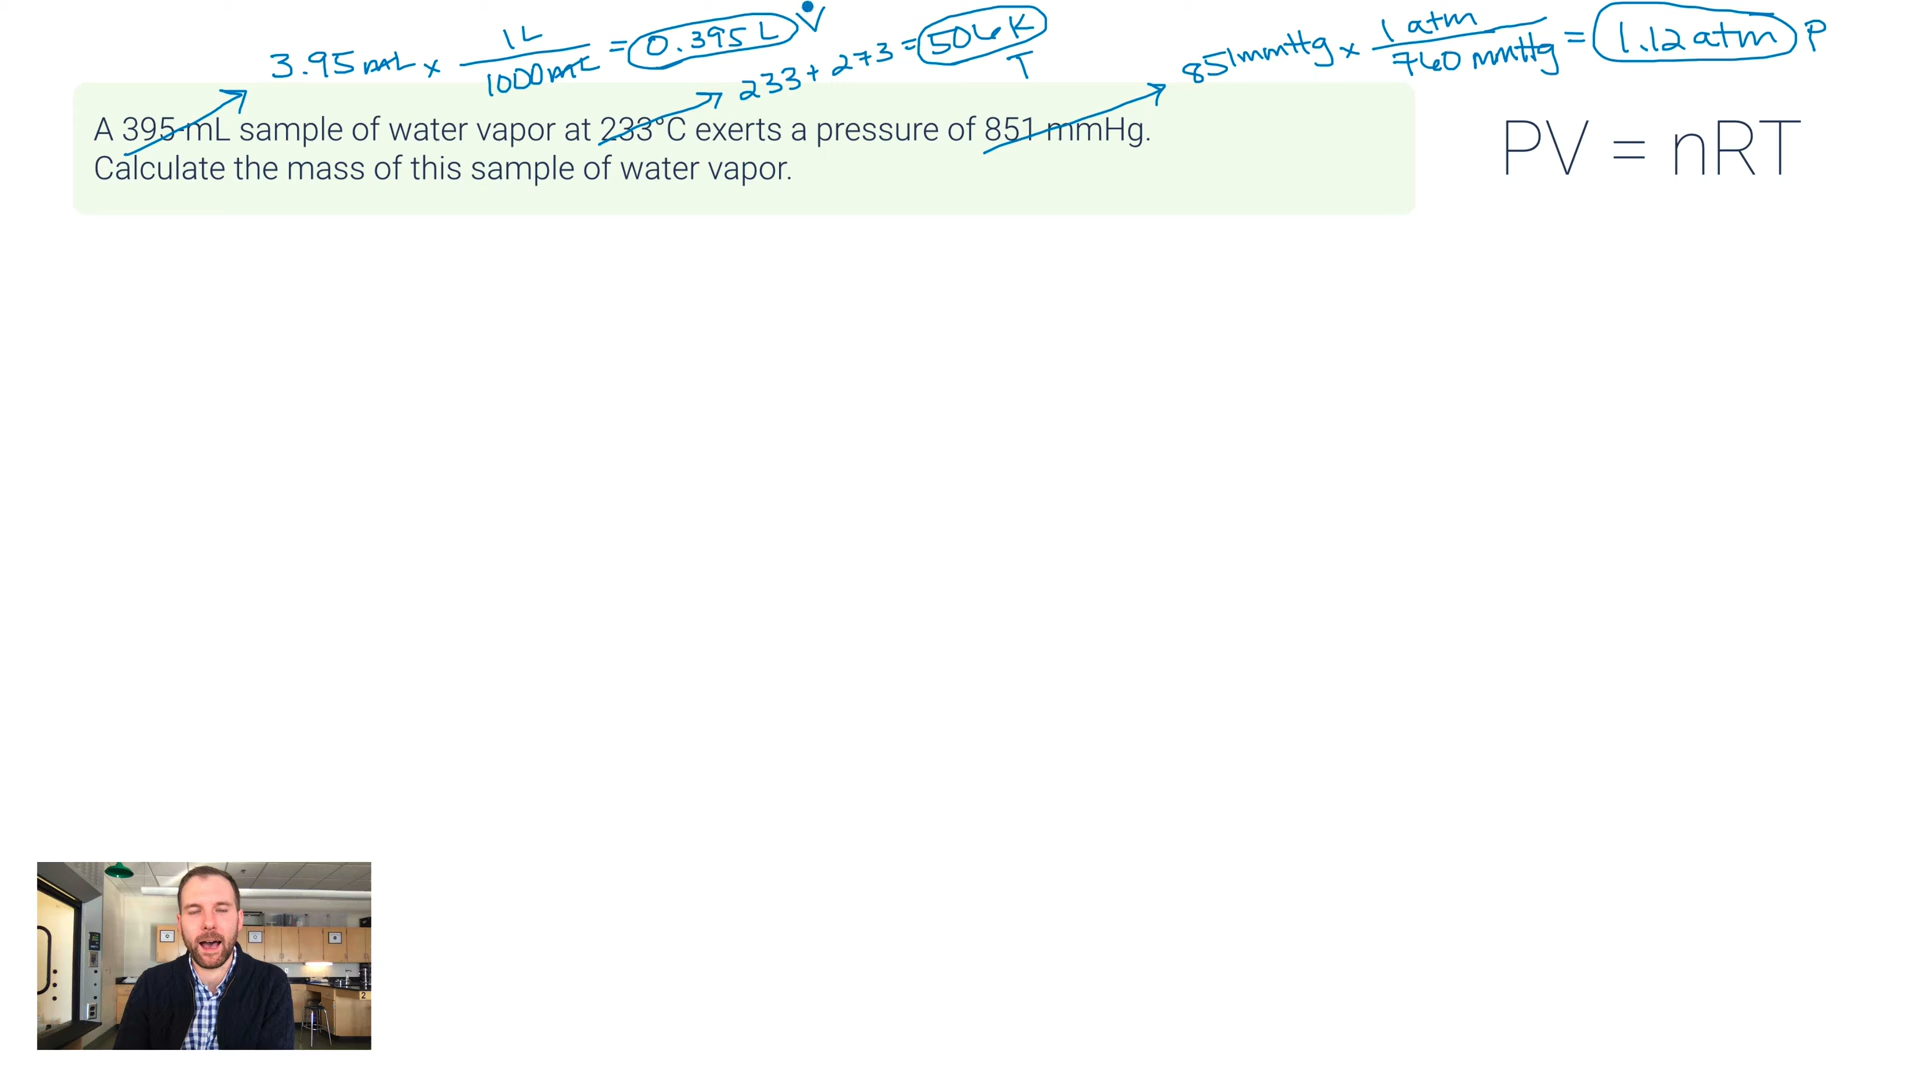 3.95 mL x 1L / 1000 mL = 0.395 L V
233 + 273 = 506 K T
851 mmHg x 1 atm / 760 mmHg = 1.12 atm P
A 395-mL sample of water vapor at 233°C exerts a pressure of 851 mmHg.
Calculate the mass of this sample of water vapor.
PV = nRT
2